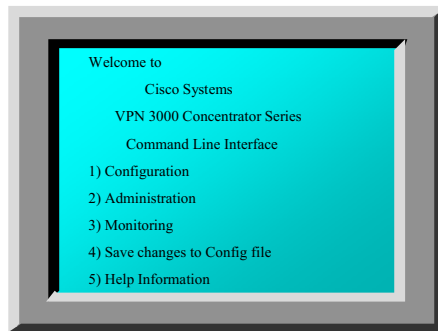 Welcome to
Cisco Systems
VPN 3000 Concentrator Series
Command Line Interface
1) Configuration
2) Administration
3) Monitoring
4) Save changes to Config file
5) Help Information